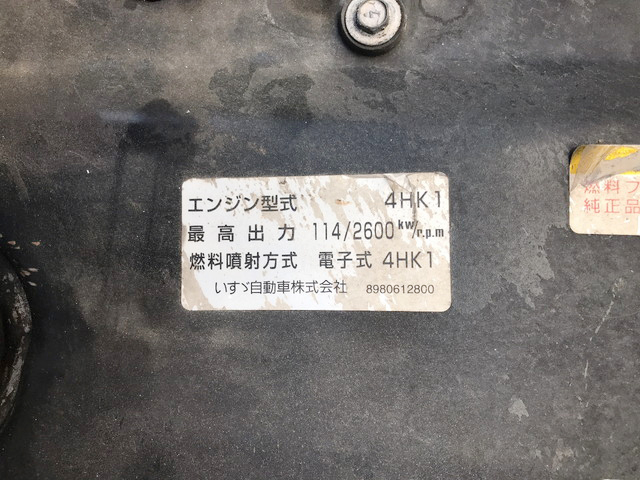 エンジン型式 4HK1
最高出力 114/2600kW/r.p.m
燃料噴射方式 電子式 4HK1
いすゞ自動車株式会社 8980612800
燃料フ
純正品